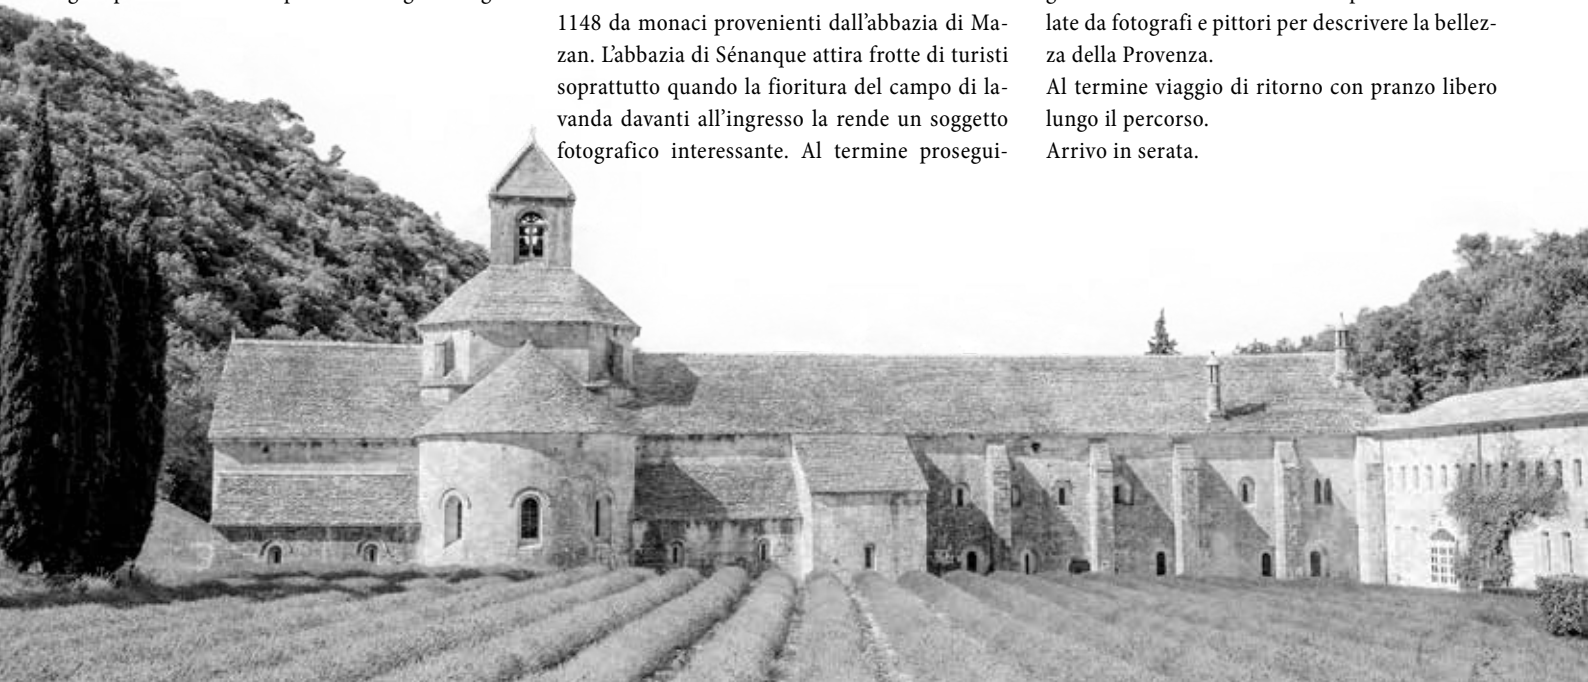 1148 da monaci provenienti dall'abbazia di Ma-
zan. L'abbazia di Sénanque attira frotte di turisti
soprattutto quando la fioritura del campo di la-
vanda davanti all'ingresso la rende un soggetto
fotografico interessante. Al termine prosegui-
late da fotografi e pittori per descrivere la bellez-
za della Provenza.
Al termine viaggio di ritorno con pranzo libero
lungo il percorso.
Arrivo in serata.